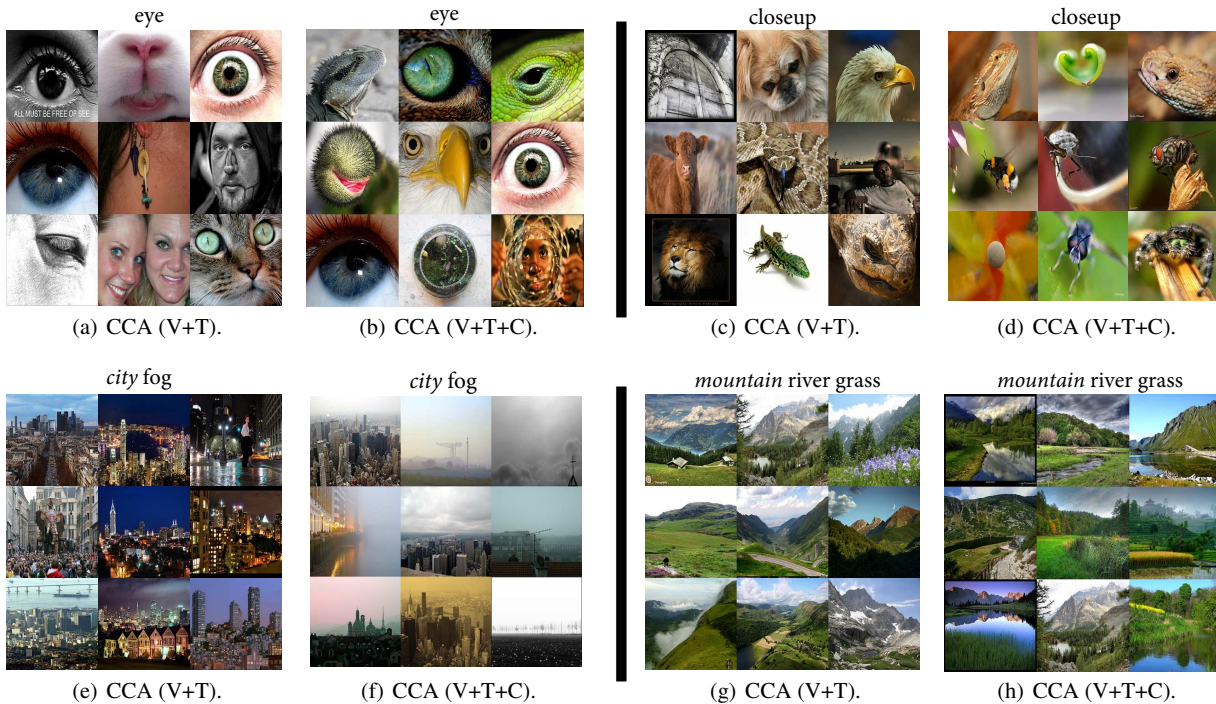 eye
eye
closeup
closeup
ALL MUST BE FREE OF SEE
(a) CCA (V+T).
(b) CCA (V+T+C).
(c) CCA (V+T).
(d) CCA (V+T+C).
city fog
city fog
mountain river grass
mountain river grass
(e) CCA (V+T).
(f) CCA (V+T+C).
(g) CCA (V+T).
(h) CCA (V+T+C).